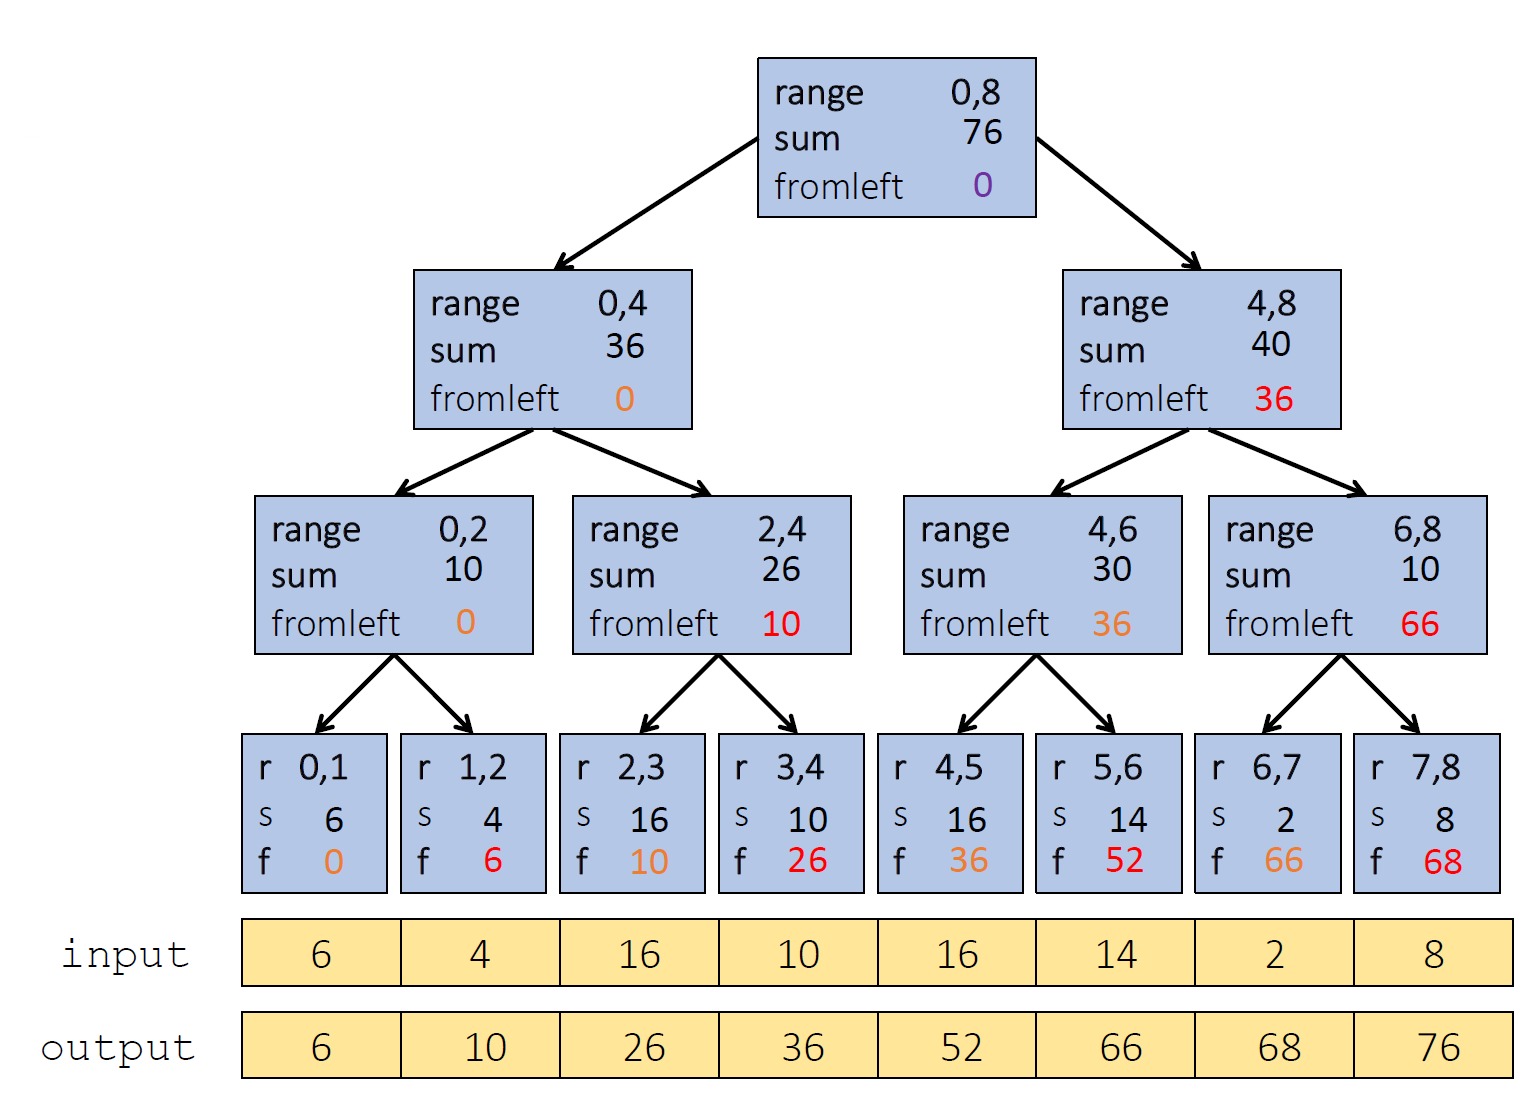 range 0,8
sum 76
fromleft 0
range 0,4
sum 36
fromleft 0
range 4,8
sum 40
fromleft 36
range 0,2
sum 10
fromleft 0
range 2,4
sum 26
fromleft 10
range 4,6
sum 30
fromleft 36
range 6,8
sum 10
fromleft 66
r 0,1
s 6
f 0
r 1,2
s 4
f 6
r 2,3
s 16
f 10
r 3,4
s 10
f 26
r 4,5
s 16
f 36
r 5,6
s 14
f 52
r 6,7
s 2
f 66
r 7,8
s 8
f 68
input 6 4 16 10 16 14 2 8
output 6 10 26 36 52 66 68 76